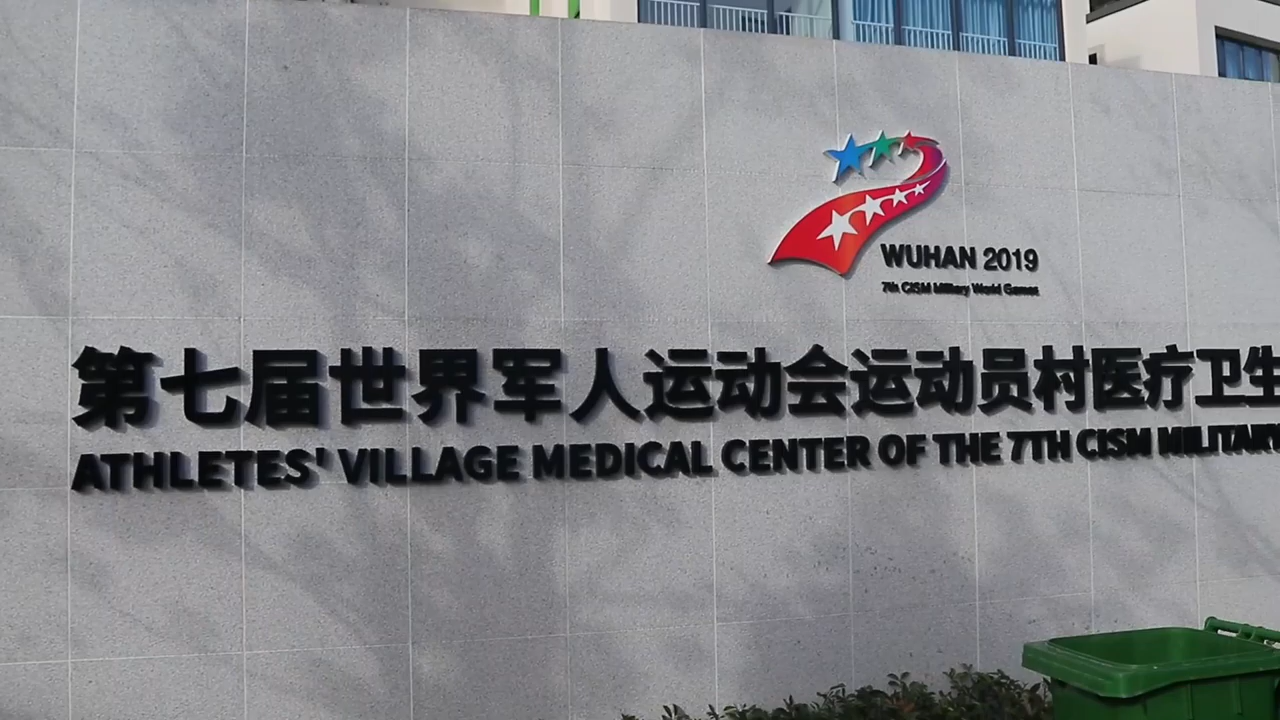 WUHAN 2019
7th CISM Military World Games
第七届世界军人运动会运动员村医疗卫生
ATHLETES' VILLAGE MEDICAL CENTER OF THE 7TH CISM MILITARY